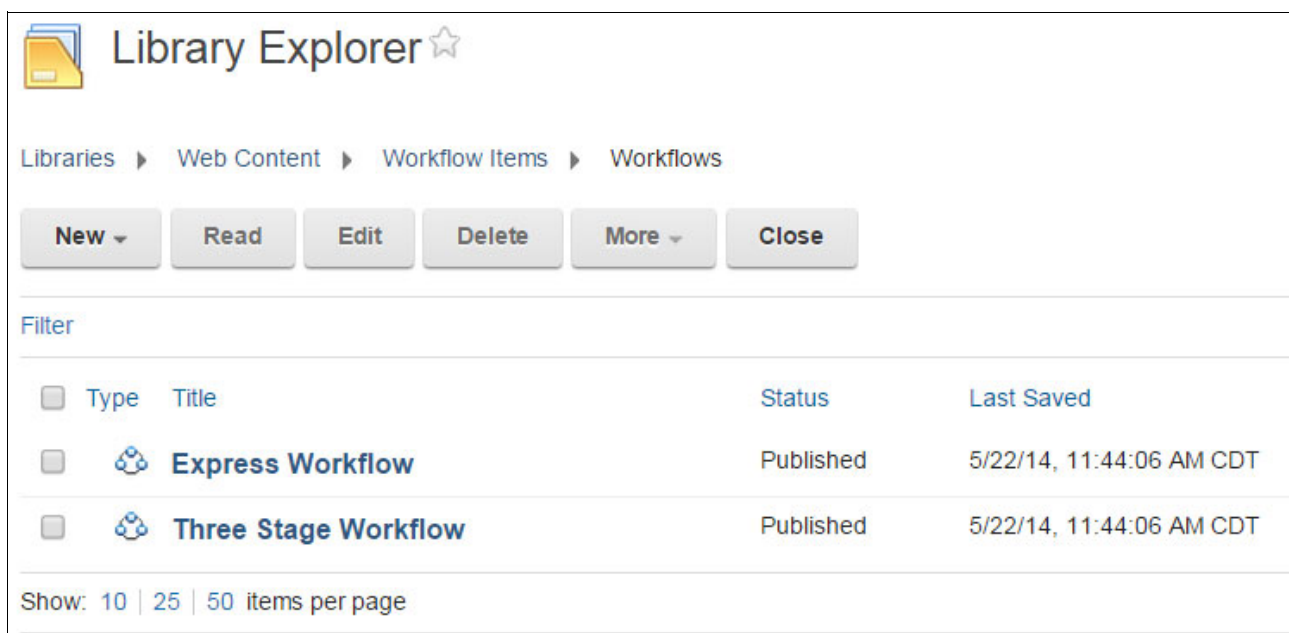 Library Explorer
Libraries Web Content Workflow Items Workflows
New Read Edit Delete More Close
Filter
Type Title Status Last Saved
Express Workflow Published 5/22/14, 11:44:06 AM CDT
Three Stage Workflow Published 5/22/14, 11:44:06 AM CDT
Show: 10 | 25 | 50 items per page